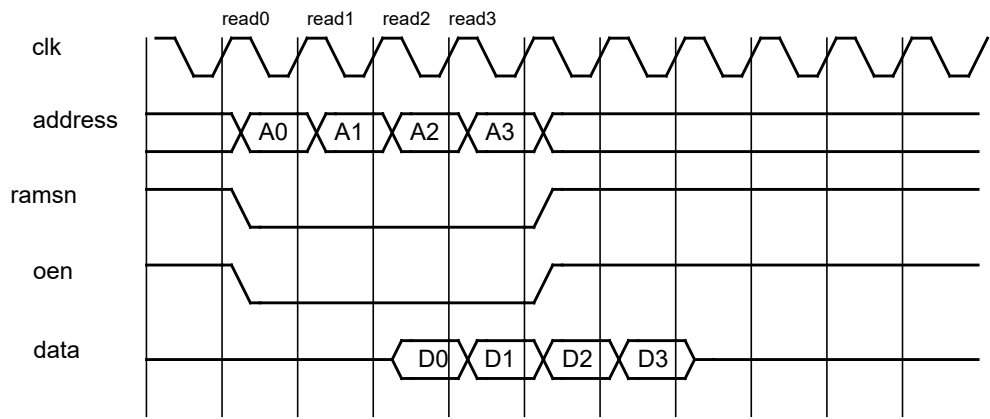 read0 read1 read2 read3
clk
address A0 A1 A2 A3
ramsn
oen
data D0 D1 D2 D3